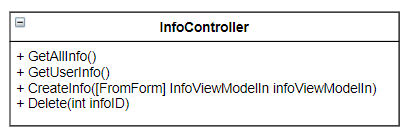 InfoController
+ GetAllInfo()
+ GetUserInfo()
+ CreateInfo([FromForm] InfoViewModelIn infoViewModelIn)
+ Delete(int infoID)